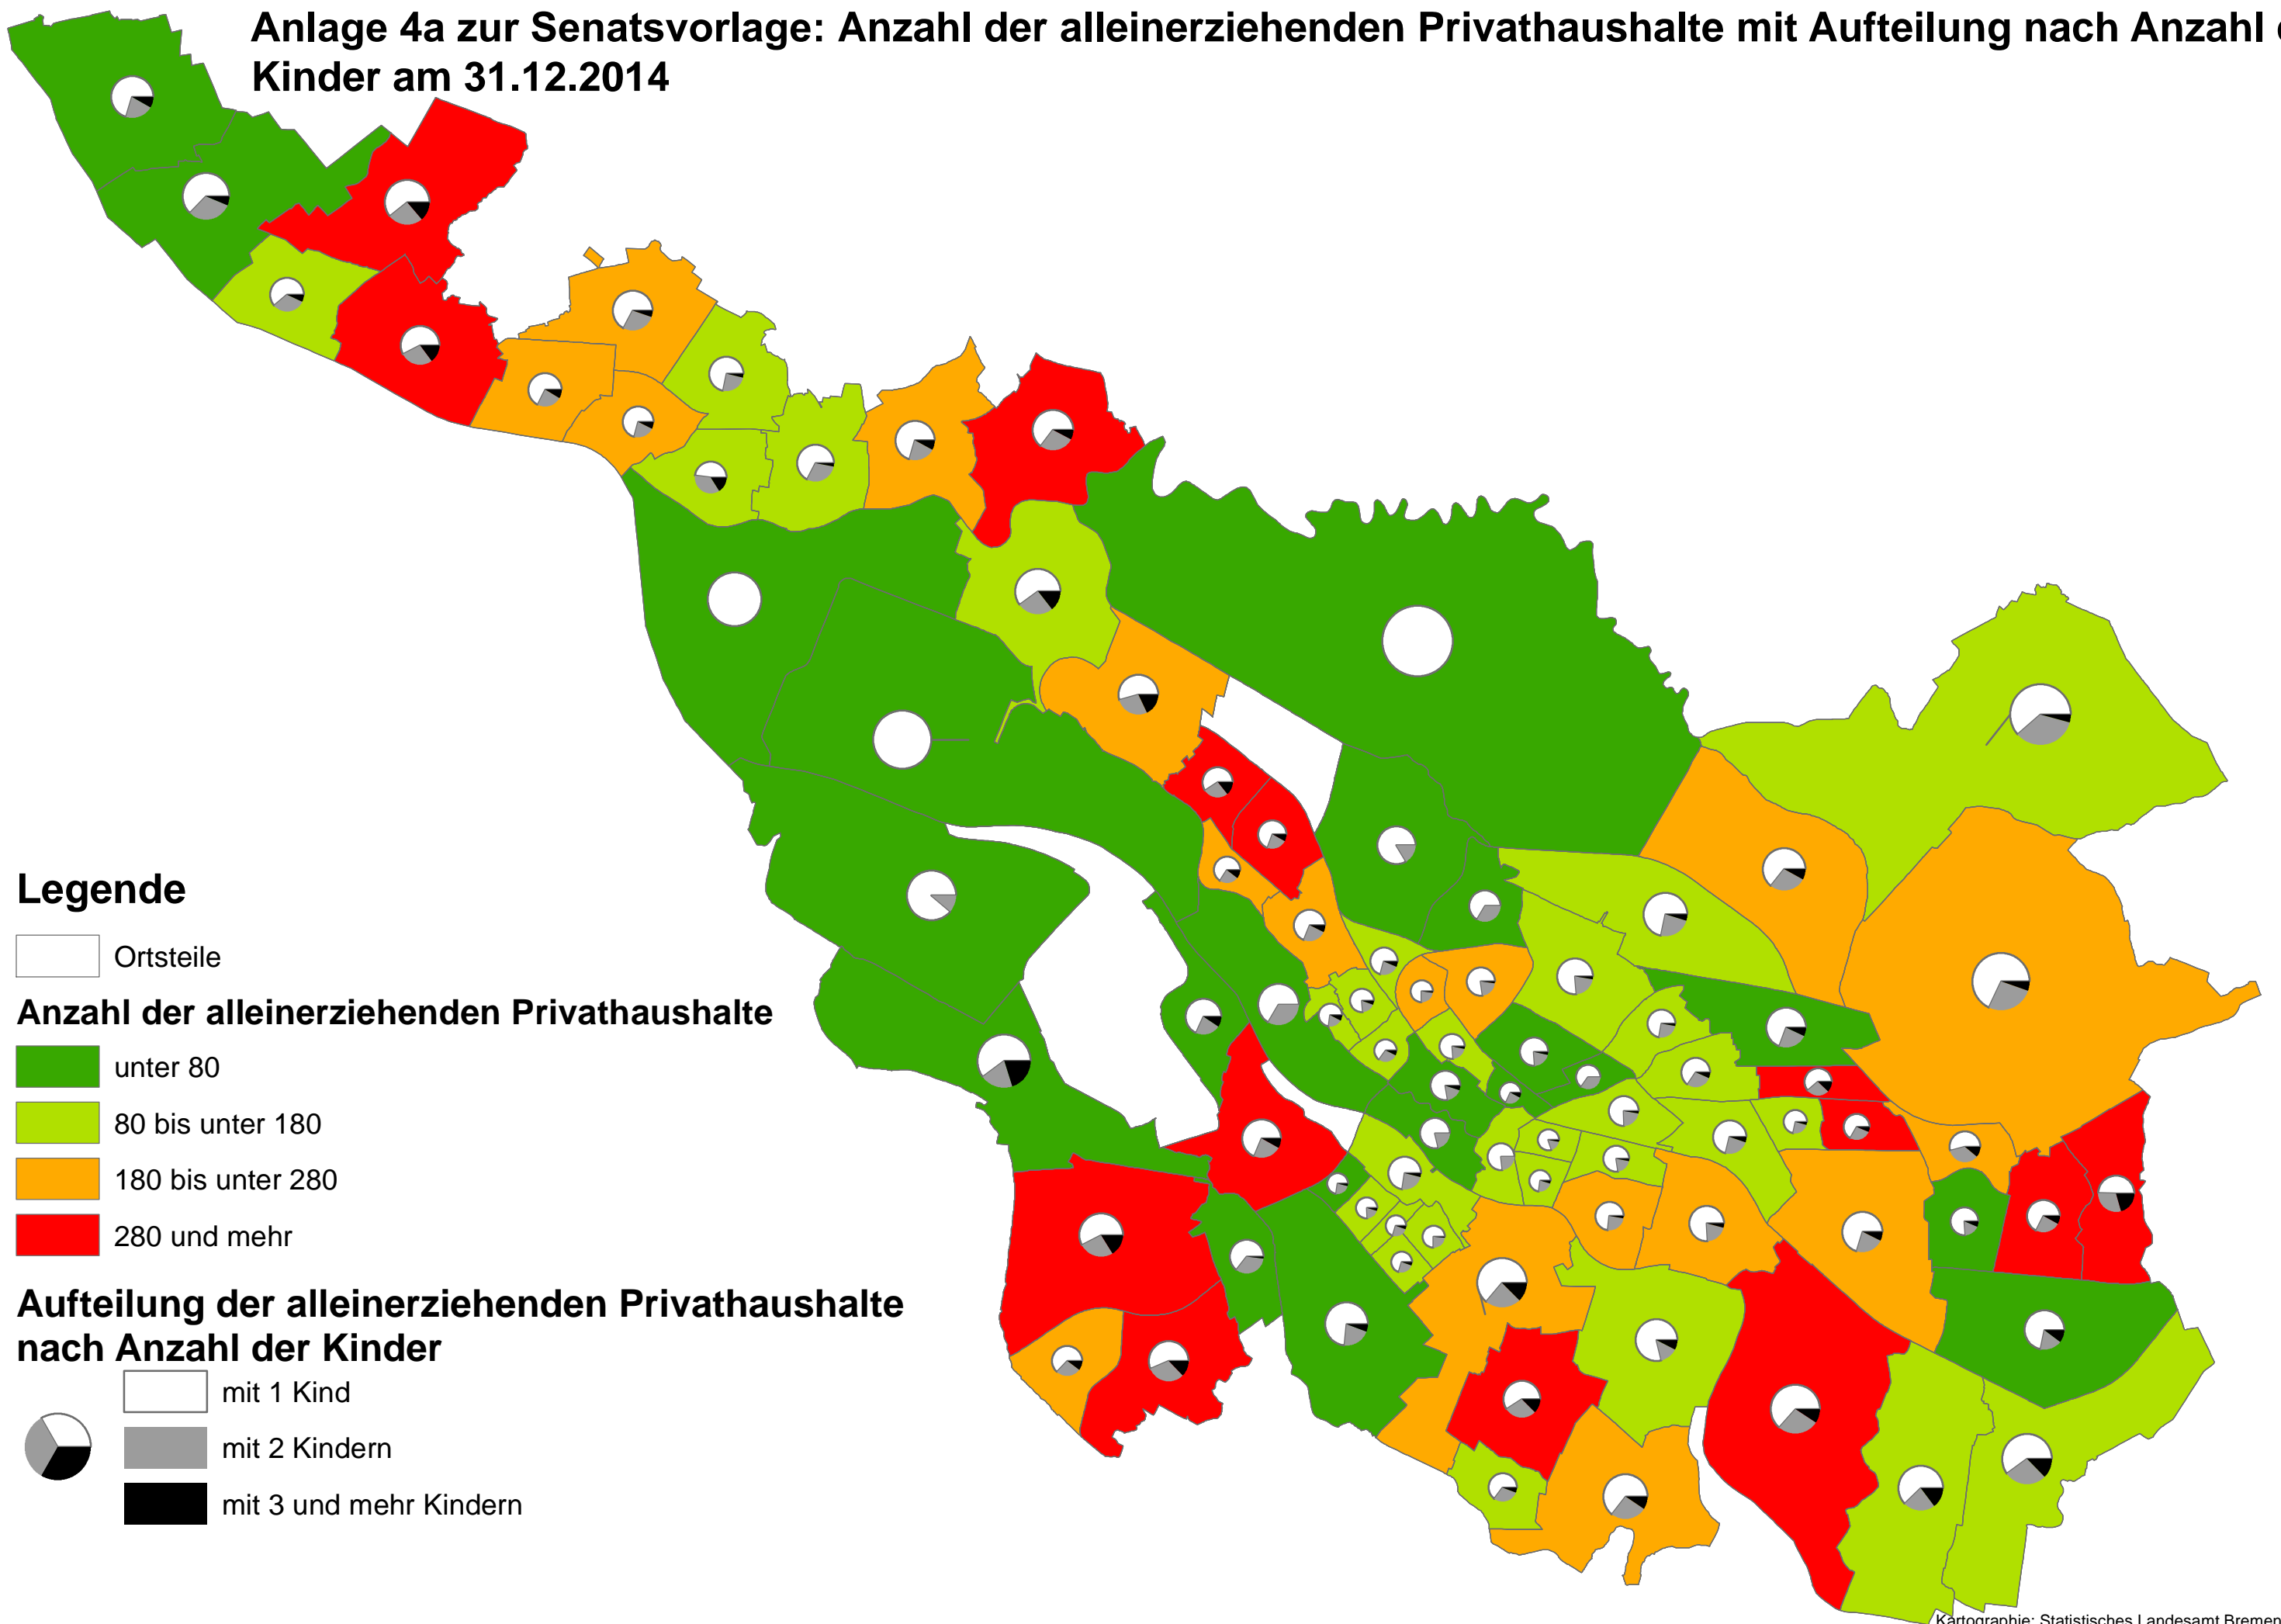 Anlage 4a zur Senatsvorlage: Anzahl der alleinerziehenden Privathaushalte mit Aufteilung nach Anzahl
Kinder am 31.12.2014
Legende
Ortsteile
Anzahl der alleinerziehenden Privathaushalte
unter 80
80 bis unter 180
180 bis unter 280
280 und mehr
Aufteilung der alleinerziehenden Privathaushalte
nach Anzahl der Kinder
mit 1 Kind
mit 2 Kindern
mit 3 und mehr Kindern
Kartographie: Statistisches Landesamt Bremen